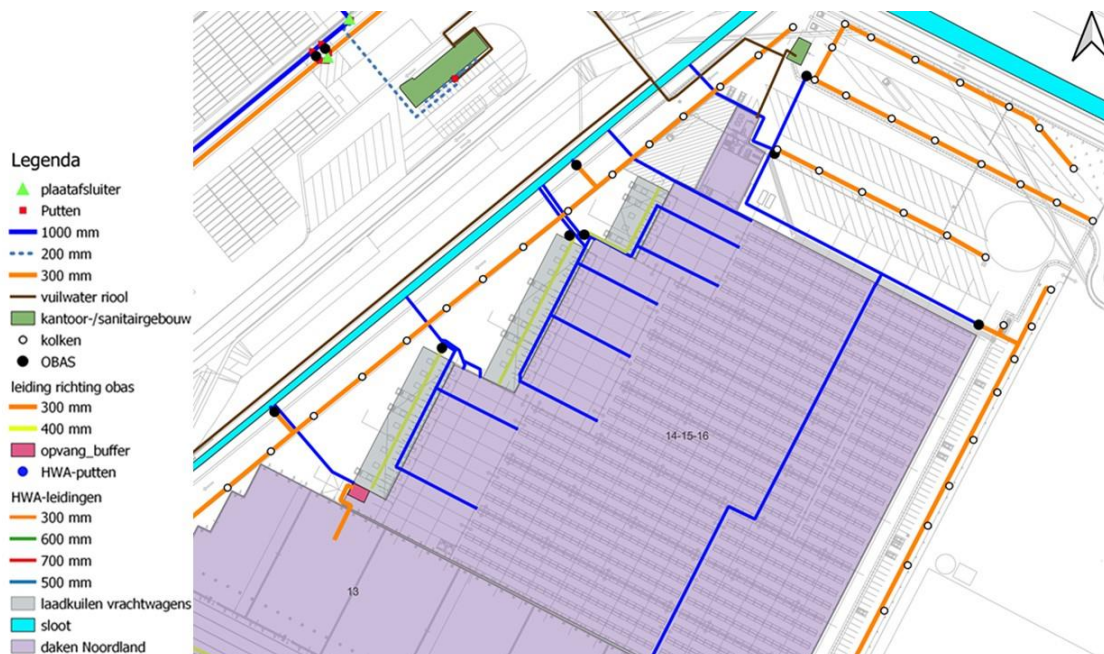 Legenda
plaatafsluiter
Putten
1000 mm
200 mm
300 mm
vuilwater riool
kantoor-/sanitairgebouw
kolken
OBAS
leiding richting obas
300 mm
400 mm
opvang_buffer
HWA-putten
HWA-leidingen
300 mm
600 mm
700 mm
500 mm
laadkuilen vrachtwagens
sloot
daken Noordland
14-15-16
13